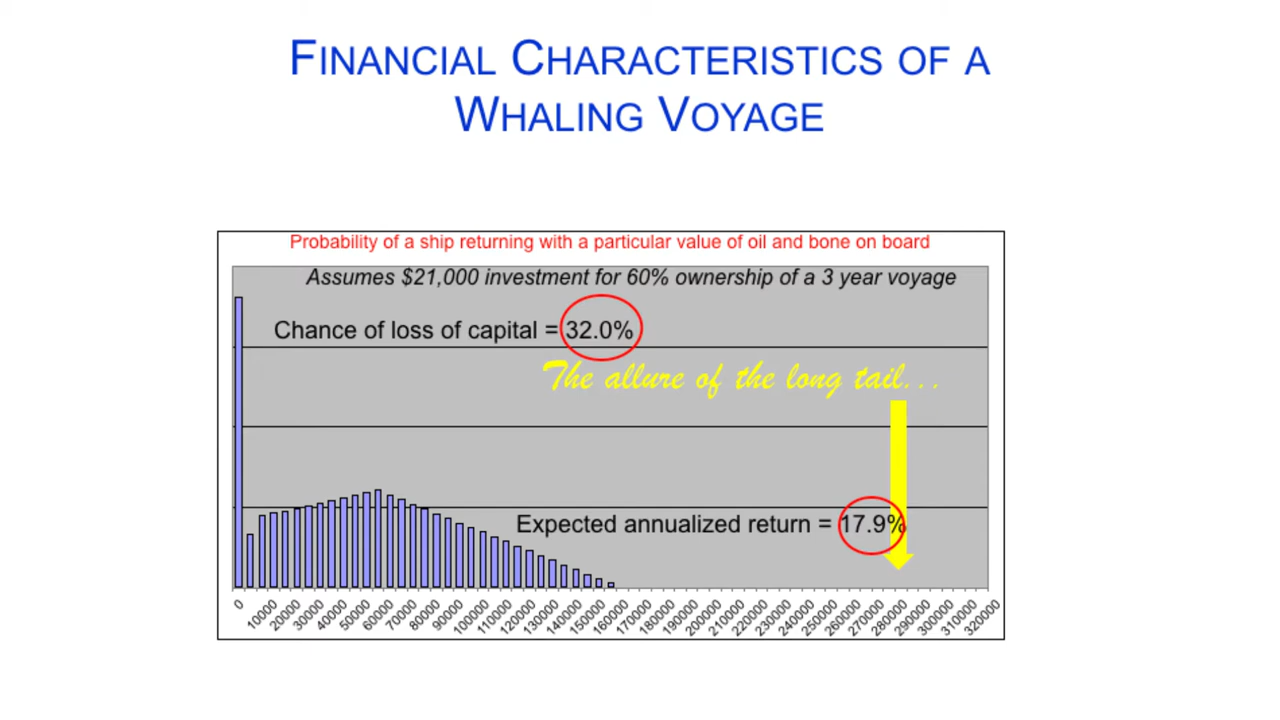 FINANCIAL CHARACTERISTICS OF A
WHALING VOYAGE
Probability of a ship returning with a particular value of oil and bone on board
Assumes $21,000 investment for 60% ownership of a 3 year voyage
Chance of loss of capital = 32.0%
The allure of the long tail...
Expected annualized return = 17.9%
0 10000 20000 30000 40000 50000 60000 70000 80000 90000 100000 110000 120000 130000 140000 150000 160000 170000 180000 190000 200000 210000 220000 230000 240000 250000 260000 270000 280000 290000 300000 310000 320000